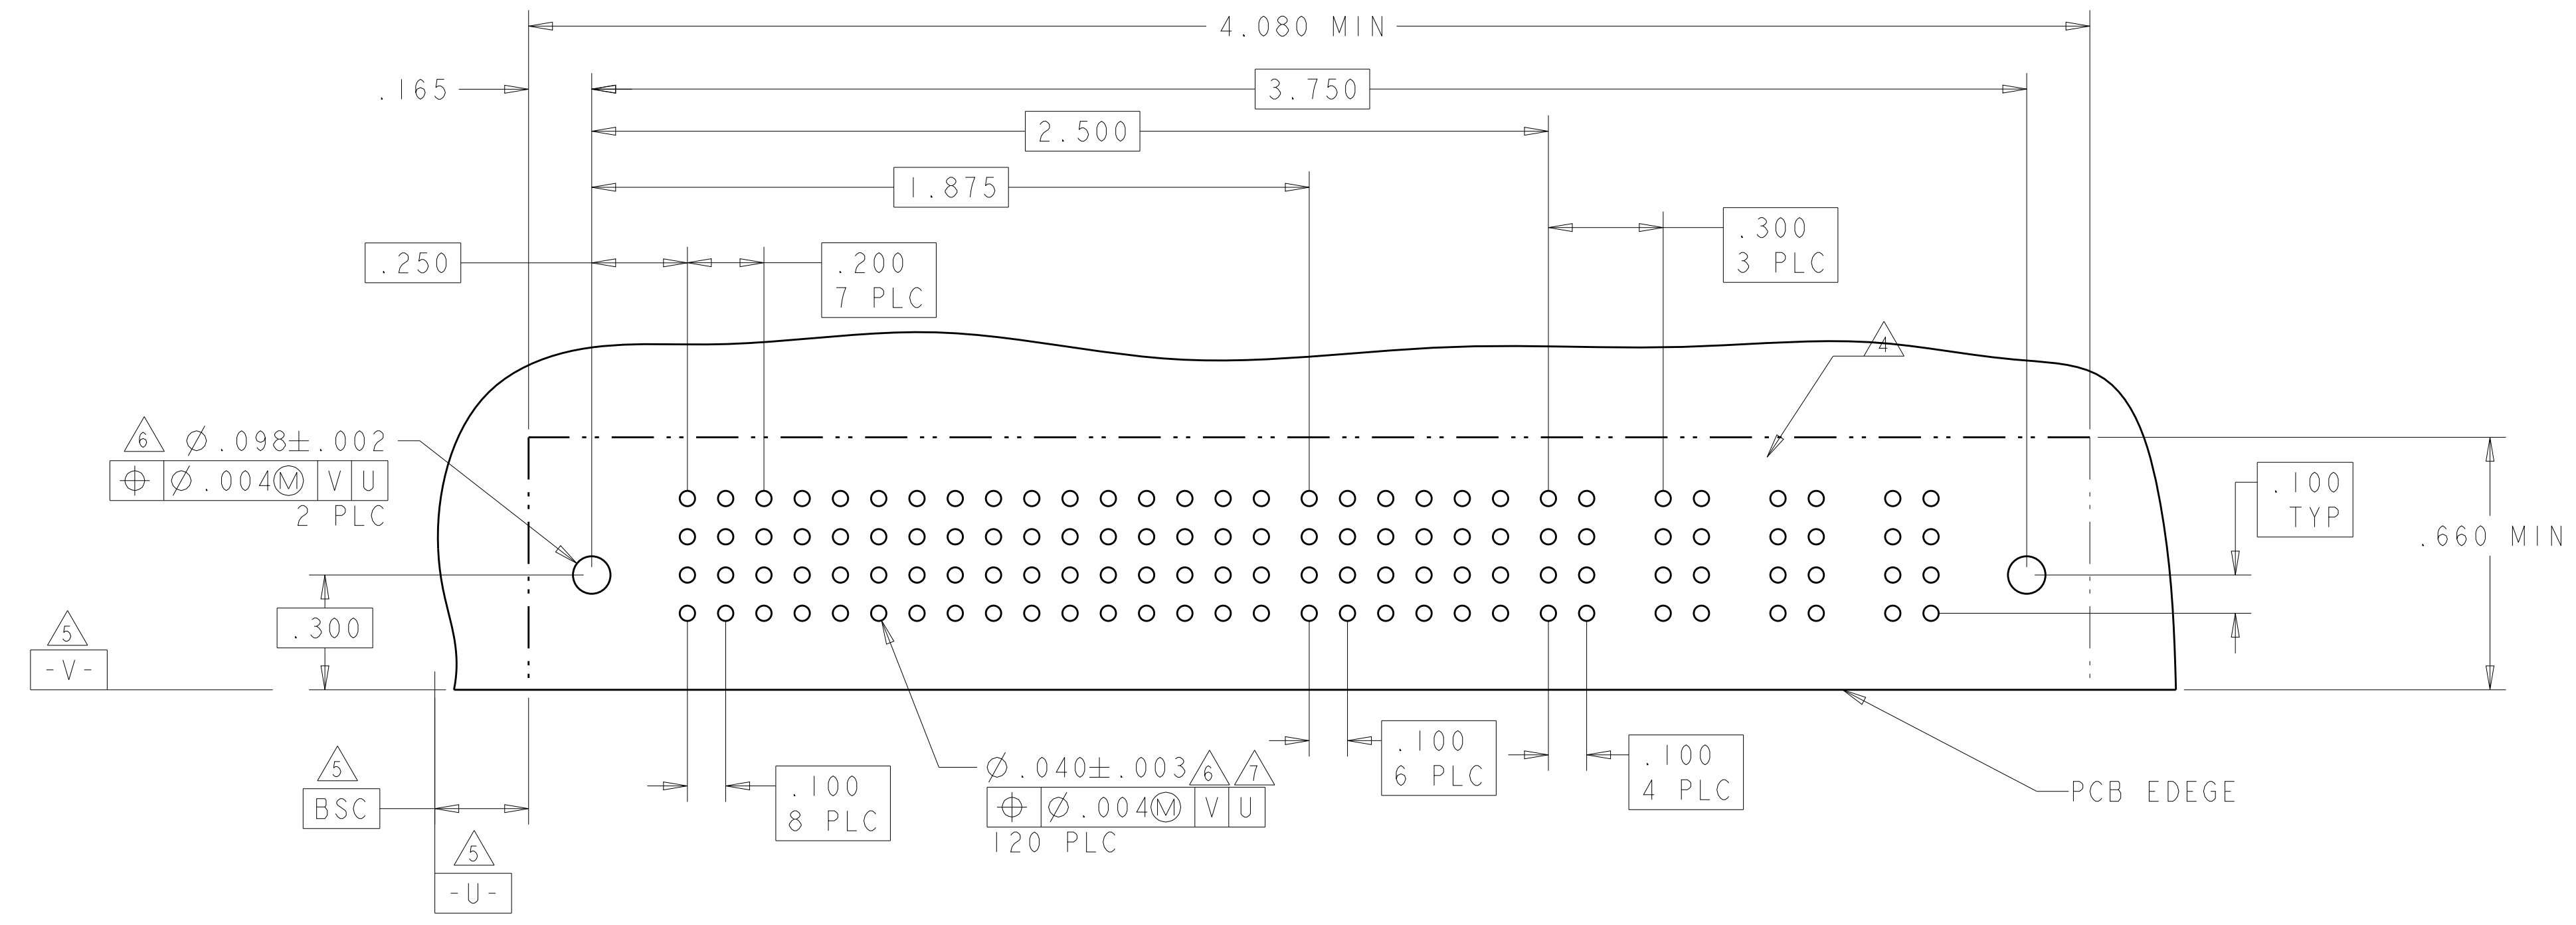 4.080 MIN
.165
3.750
2.500
1.875
.300
3 PLC
.250
.200
7 PLC
4
6 Ø.098±.002
⌖ Ø.004Ⓜ V U
2 PLC
.100
TYP
.660 MIN
.300
5
-V-
5
BSC
.100
8 PLC
Ø.040±.003 6 7
⌖ Ø.004Ⓜ V U
120 PLC
.100
6 PLC
.100
4 PLC
PCB EDEGE
5
-U-